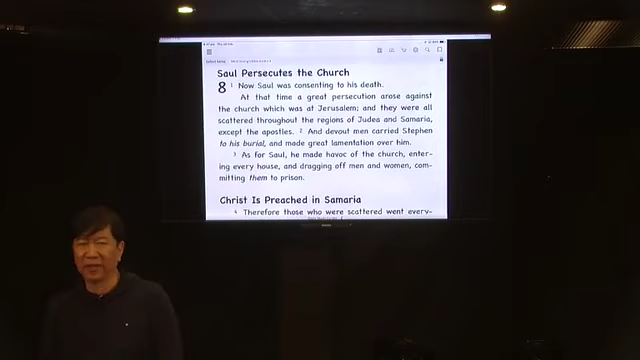 Saul Persecutes the Church
8 1 Now Saul was consenting to his death.
At that time a great persecution arose against
the church which was at Jerusalem; and they were all
scattered throughout the regions of Judea and Samaria,
except the apostles. 2 And devout men carried Stephen
to his burial, and made great lamentation over him.
3 As for Saul, he made havoc of the church, enter-
ing every house, and dragging off men and women, com-
mitting them to prison.
Christ Is Preached in Samaria
4 Therefore those who were scattered went every-